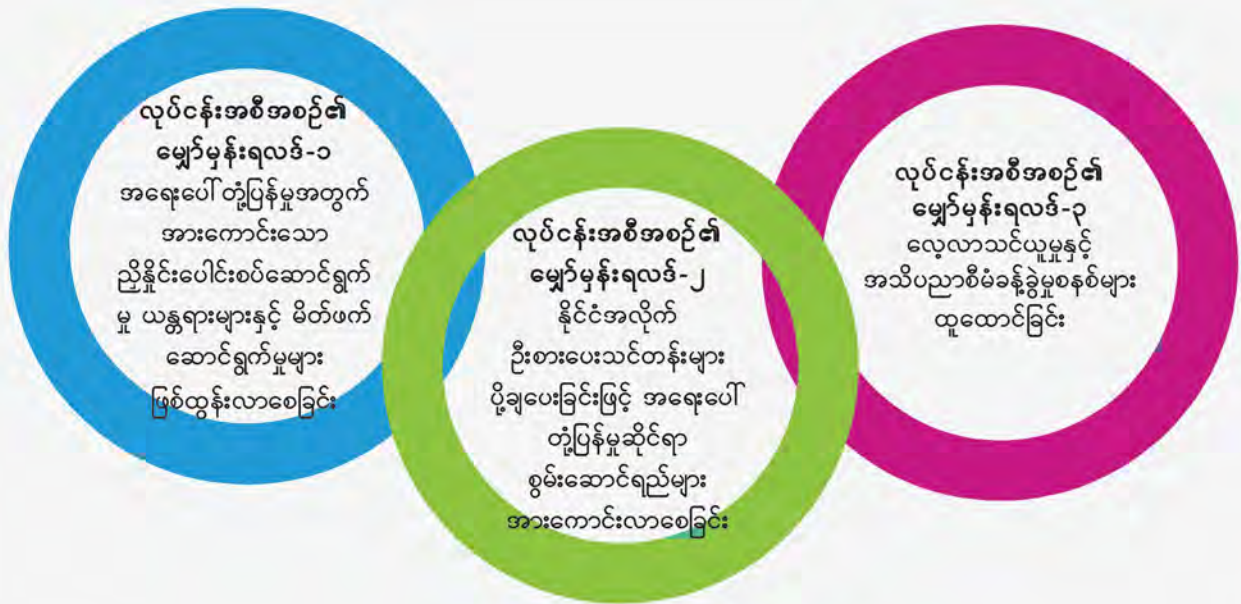 လုပ်ငန်းအစီအစဉ်၏
မျှော်မှန်းရလဒ်-၁
အရေးပေါ် တုံ့ပြန်မှုအတွက်
အားကောင်းသော
ညှိနှိုင်းပေါင်းစပ်ဆောင်ရွက်
မှု ယန္တရားများနှင့် မိတ်ဖက်
ဆောင်ရွက်မှုများ
ဖြစ်ထွန်းလာစေခြင်း
လုပ်ငန်းအစီအစဉ်၏
မျှော်မှန်းရလဒ်-၂
နိုင်ငံအလိုက်
ဦးစားပေးသင်တန်းများ
ပို့ချပေးခြင်းဖြင့် အရေးပေါ်
တုံ့ပြန်မှုဆိုင်ရာ
စွမ်းဆောင်ရည်များ
အားကောင်းလာစေခြင်း
လုပ်ငန်းအစီအစဉ်၏
မျှော်မှန်းရလဒ်-၃
လေ့လာသင်ယူမှုနှင့်
အသိပညာစီမံခန့်ခွဲမှုစနစ်များ
ထူထောင်ခြင်း